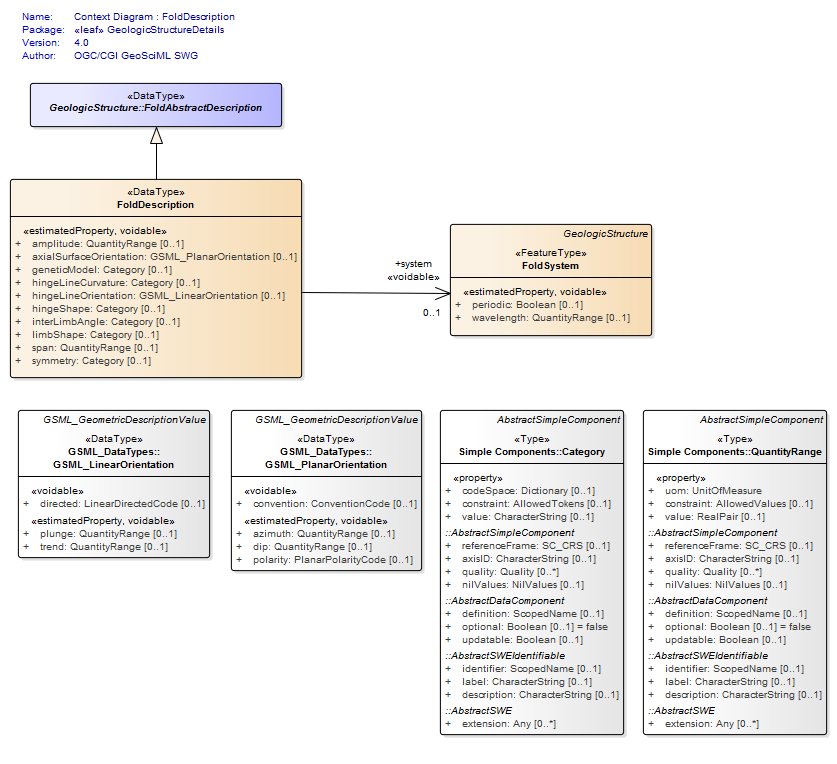 Name: Context Diagram : FoldDescription
Package: «leaf» GeologicStructureDetails
Version: 4.0
Author: OGC/CGI GeoSciML SWG
«DataType»
GeologicStructure::FoldAbstractDescription
«DataType»
FoldDescription
«estimatedProperty, voidable»
+ amplitude: QuantityRange [0..1]
+ axialSurfaceOrientation: GSML_PlanarOrientation [0..1]
+ geneticModel: Category [0..1]
+ hingeLineCurvature: Category [0..1]
+ hingeLineOrientation: GSML_LinearOrientation [0..1]
+ hingeShape: Category [0..1]
+ interLimbAngle: Category [0..1]
+ limbShape: Category [0..1]
+ span: QuantityRange [0..1]
+ symmetry: Category [0..1]
+system
«voidable»
0..1
GeologicStructure
«FeatureType»
FoldSystem
«estimatedProperty, voidable»
+ periodic: Boolean [0..1]
+ wavelength: QuantityRange [0..1]
GSML_GeometricDescriptionValue
«DataType»
GSML_DataTypes::
GSML_LinearOrientation
«voidable»
+ directed: LinearDirectedCode [0..1]
«estimatedProperty, voidable»
+ plunge: QuantityRange [0..1]
+ trend: QuantityRange [0..1]
GSML_GeometricDescriptionValue
«DataType»
GSML_DataTypes::
GSML_PlanarOrientation
«voidable»
+ convention: ConventionCode [0..1]
«estimatedProperty, voidable»
+ azimuth: QuantityRange [0..1]
+ dip: QuantityRange [0..1]
+ polarity: PlanarPolarityCode [0..1]
AbstractSimpleComponent
«Type»
Simple Components::Category
«property»
+ codeSpace: Dictionary [0..1]
+ constraint: AllowedTokens [0..1]
+ value: CharacterString [0..1]
::AbstractSimpleComponent
+ referenceFrame: SC_CRS [0..1]
+ axisID: CharacterString [0..1]
+ quality: Quality [0..*]
+ nilValues: NilValues [0..1]
::AbstractDataComponent
+ definition: ScopedName [0..1]
+ optional: Boolean [0..1] = false
+ updatable: Boolean [0..1]
::AbstractSWEIdentifiable
+ identifier: ScopedName [0..1]
+ label: CharacterString [0..1]
+ description: CharacterString [0..1]
::AbstractSWE
+ extension: Any [0..*]
AbstractSimpleComponent
«Type»
Simple Components::QuantityRange
«property»
+ uom: UnitOfMeasure
+ constraint: AllowedValues [0..1]
+ value: RealPair [0..1]
::AbstractSimpleComponent
+ referenceFrame: SC_CRS [0..1]
+ axisID: CharacterString [0..1]
+ quality: Quality [0..*]
+ nilValues: NilValues [0..1]
::AbstractDataComponent
+ definition: ScopedName [0..1]
+ optional: Boolean [0..1] = false
+ updatable: Boolean [0..1]
::AbstractSWEIdentifiable
+ identifier: ScopedName [0..1]
+ label: CharacterString [0..1]
+ description: CharacterString [0..1]
::AbstractSWE
+ extension: Any [0..*]